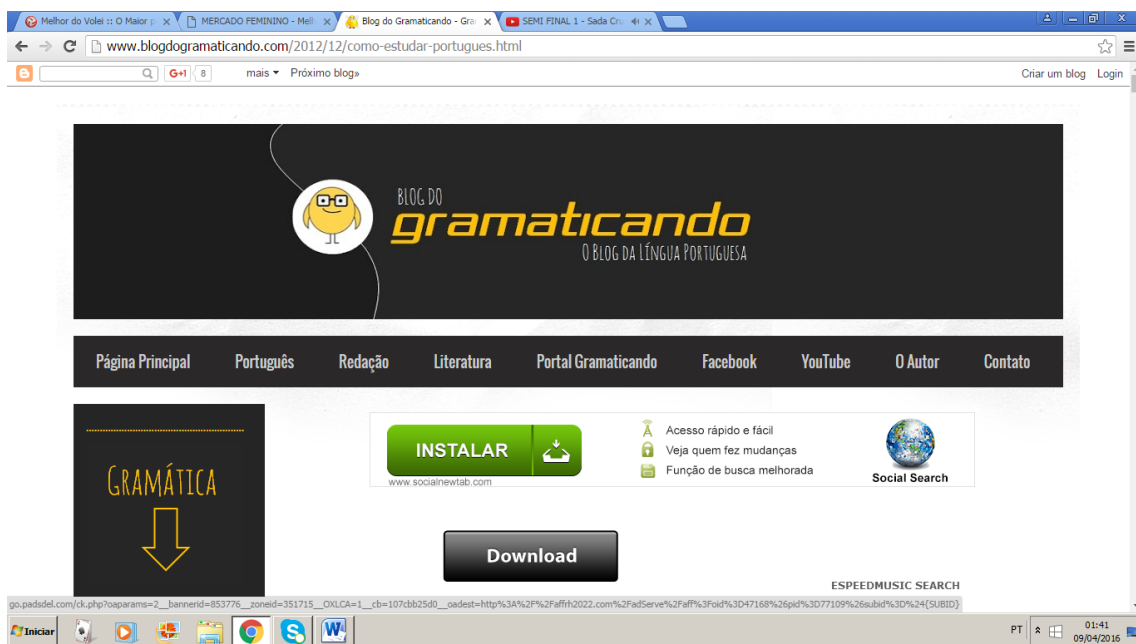 Melhor do Volei :: O Maior p
MERCADO FEMININO - Melh
Blog do Gramaticando - Gra
SEMI FINAL 1 - Sada Cru
www.blogdogramaticando.com/2012/12/como-estudar-portugues.html
G+1 8 mais Próximo blog» Criar um blog Login
BLOG DO
gramaticando
O BLOG DA LÍNGUA PORTUGUESA
Página Principal Português Redação Literatura Portal Gramaticando Facebook YouTube O Autor Contato
GRAMÁTICA
INSTALAR
www.socialnewtab.com
Acesso rápido e fácil
Veja quem fez mudanças
Função de busca melhorada
Social Search
Download
ESPEEDMUSIC SEARCH
go.padsdel.com/ck.php?oaparams=2__bannerid=853776__zoneid=351715__OXLCA=1__cb=107cbb25d0__oadest=http%3A%2F%2Faffrh2022.com%2FadServe%2Faff%3Foid%3D47168%26pid%3D77109%26subid%3D%24{SUBID}
Iniciar
PT
01:41
09/04/2016